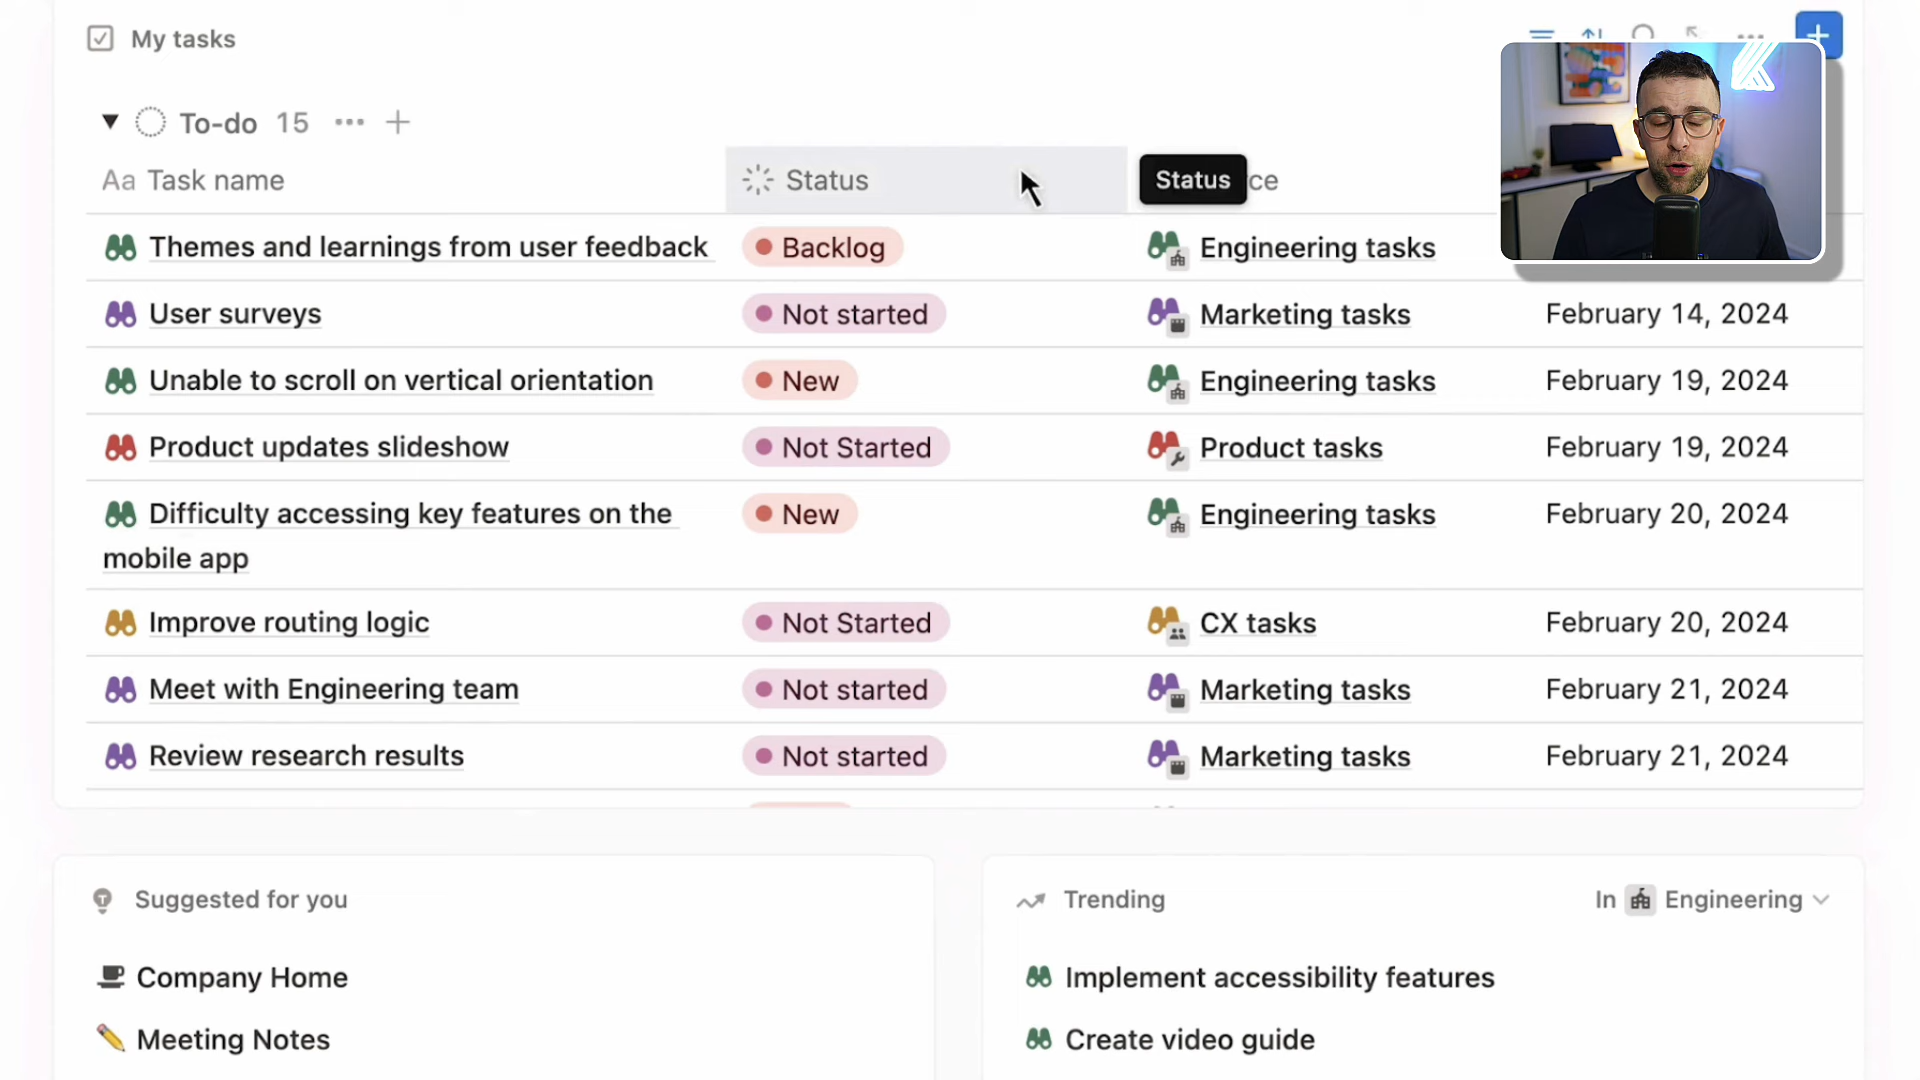 My tasks
To-do 15
Aa Task name
Status
Status
ce
Themes and learnings from user feedback
Backlog
Engineering tasks
User surveys
Not started
Marketing tasks
February 14, 2024
Unable to scroll on vertical orientation
New
Engineering tasks
February 19, 2024
Product updates slideshow
Not Started
Product tasks
February 19, 2024
Difficulty accessing key features on the
mobile app
New
Engineering tasks
February 20, 2024
Improve routing logic
Not Started
CX tasks
February 20, 2024
Meet with Engineering team
Not started
Marketing tasks
February 21, 2024
Review research results
Not started
Marketing tasks
February 21, 2024
Suggested for you
Company Home
Meeting Notes
Trending
In Engineering
Implement accessibility features
Create video guide